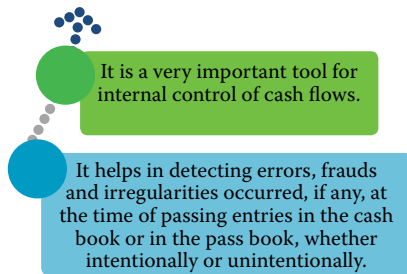 It is a very important tool for
internal control of cash flows.
It helps in detecting errors, frauds
and irregularities occurred, if any, at
the time of passing entries in the cash
book or in the pass book, whether
intentionally or unintentionally.